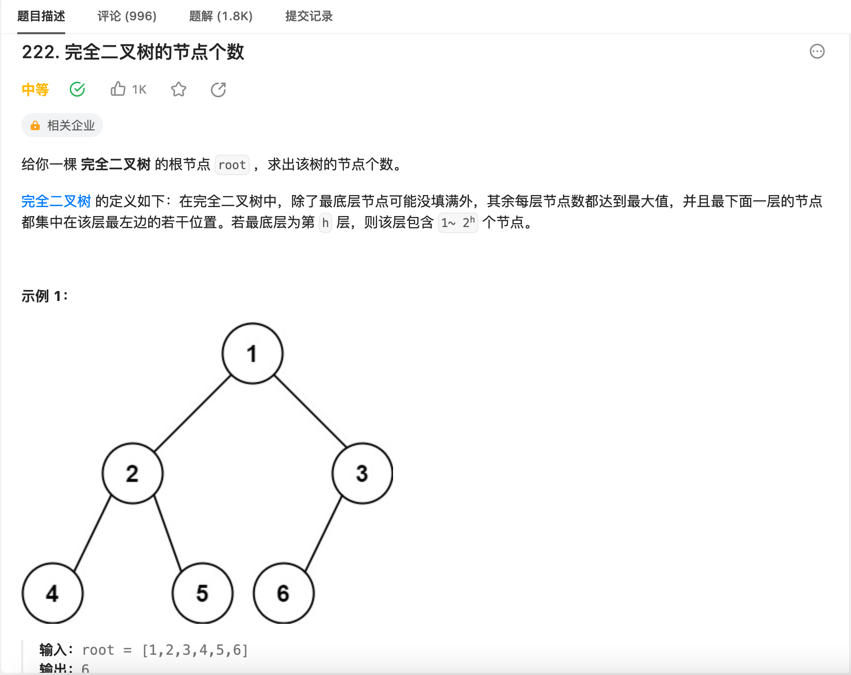 题目描述 评论 (996) 题解 (1.8K) 提交记录
222. 完全二叉树的节点个数
中等 1K
相关企业
给你一棵 完全二叉树 的根节点 root ，求出该树的节点个数。
完全二叉树 的定义如下：在完全二叉树中，除了最底层节点可能没填满外，其余每层节点数都达到最大值，并且最下面一层的节点
都集中在该层最左边的若干位置。若最底层为第 h 层，则该层包含 1~ 2ʰ 个节点。
示例 1：
1
2 3
4 5 6
输入：root = [1,2,3,4,5,6]
输出：6